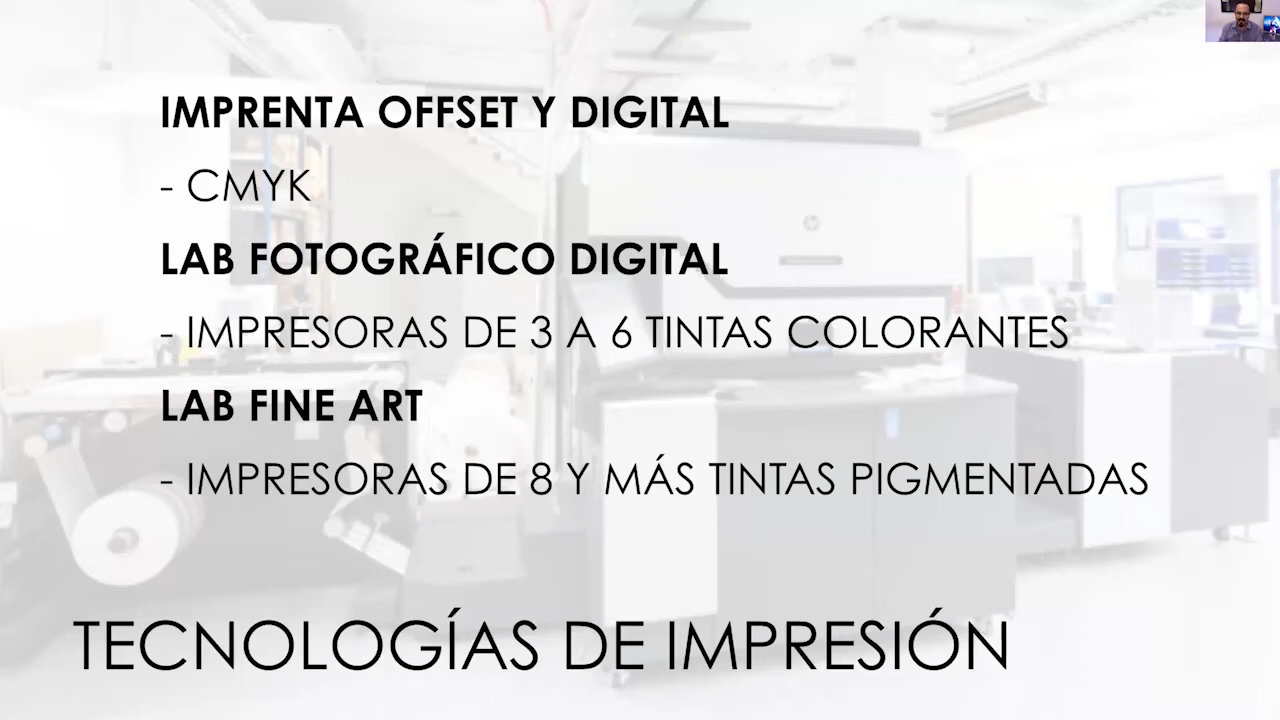 IMPRENTA OFFSET Y DIGITAL
- CMYK
LAB FOTOGRÁFICO DIGITAL
- IMPRESORAS DE 3 A 6 TINTAS COLORANTES
LAB FINE ART
- IMPRESORAS DE 8 Y MÁS TINTAS PIGMENTADAS
TECNOLOGÍAS DE IMPRESIÓN
hp